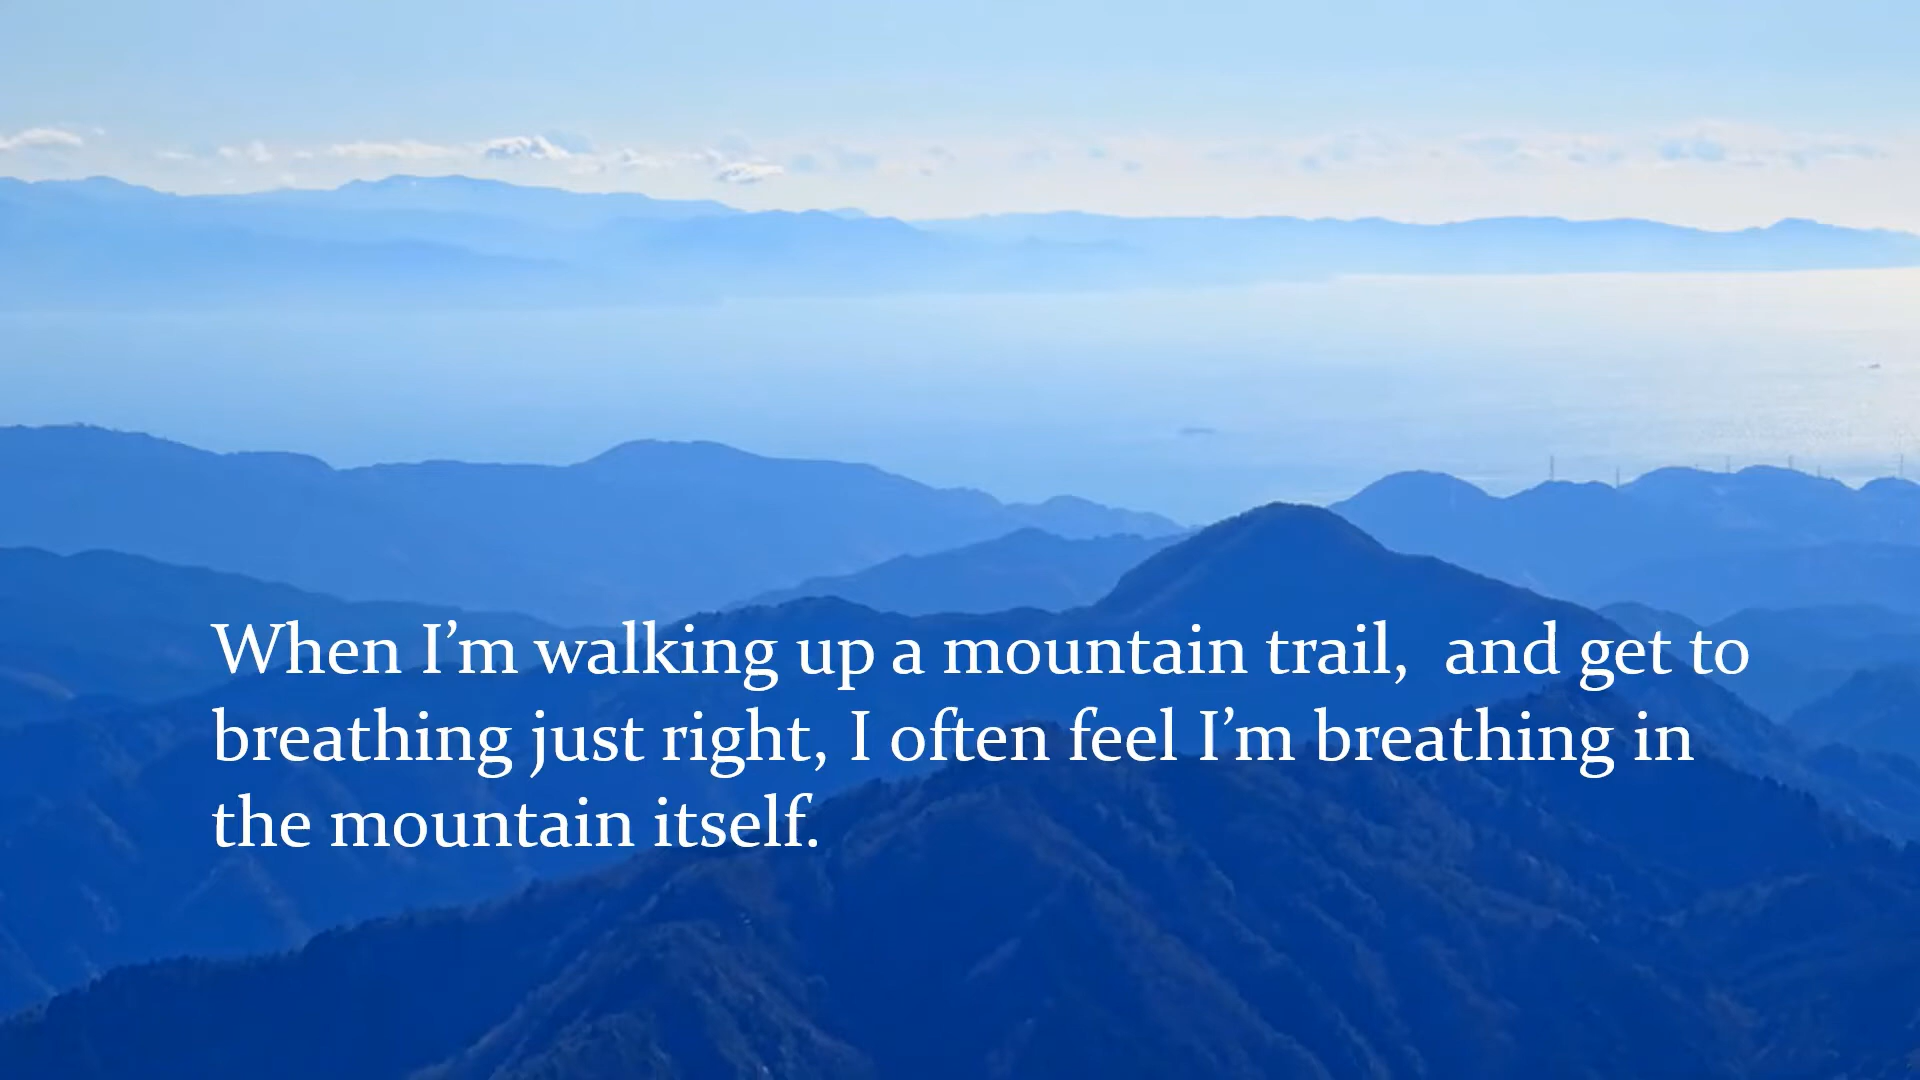 When I’m walking up a mountain trail,  and get to
breathing just right, I often feel I’m breathing in
the mountain itself.